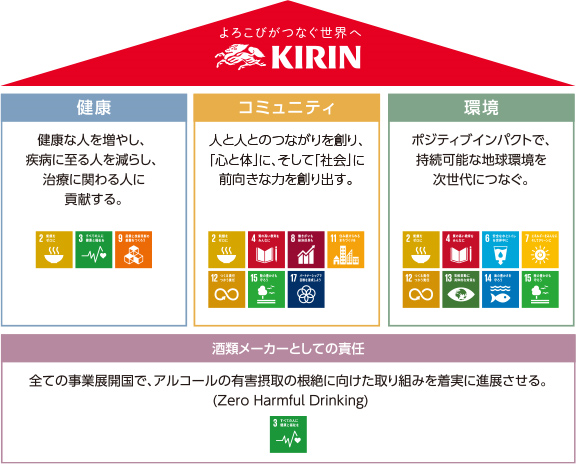 よろこびがつなぐ世界へ
KIRIN
健康
健康な人を増やし、
疾病に至る人を減らし、
治療に関わる人に
貢献する。
2 飢餓を
ゼロに
3 すべての人に
健康と福祉を
9 産業と技術革新の
基盤をつくろう
コミュニティ
人と人とのつながりを創り、
「心と体」に、そして「社会」に
前向きな力を創り出す。
2 飢餓を
ゼロに
4 質の高い教育を
みんなに
8 働きがいも
経済成長も
11 住み続けられる
まちづくりを
12 つくる責任
つかう責任
15 陸の豊かさも
守ろう
17 パートナーシップで
目標を達成しよう
環境
ポジティブインパクトで、
持続可能な地球環境を
次世代につなぐ。
2 飢餓を
ゼロに
4 質の高い教育を
みんなに
6 安全な水とトイレ
を世界中に
7 エネルギーをみんなに
そしてクリーンに
12 つくる責任
つかう責任
13 気候変動に
具体的な対策を
14 海の豊かさを
守ろう
15 陸の豊かさも
守ろう
酒類メーカーとしての責任
全ての事業展開国で、アルコールの有害摂取の根絶に向けた取り組みを着実に進展させる。
(Zero Harmful Drinking)
3 すべての人に
健康と福祉を